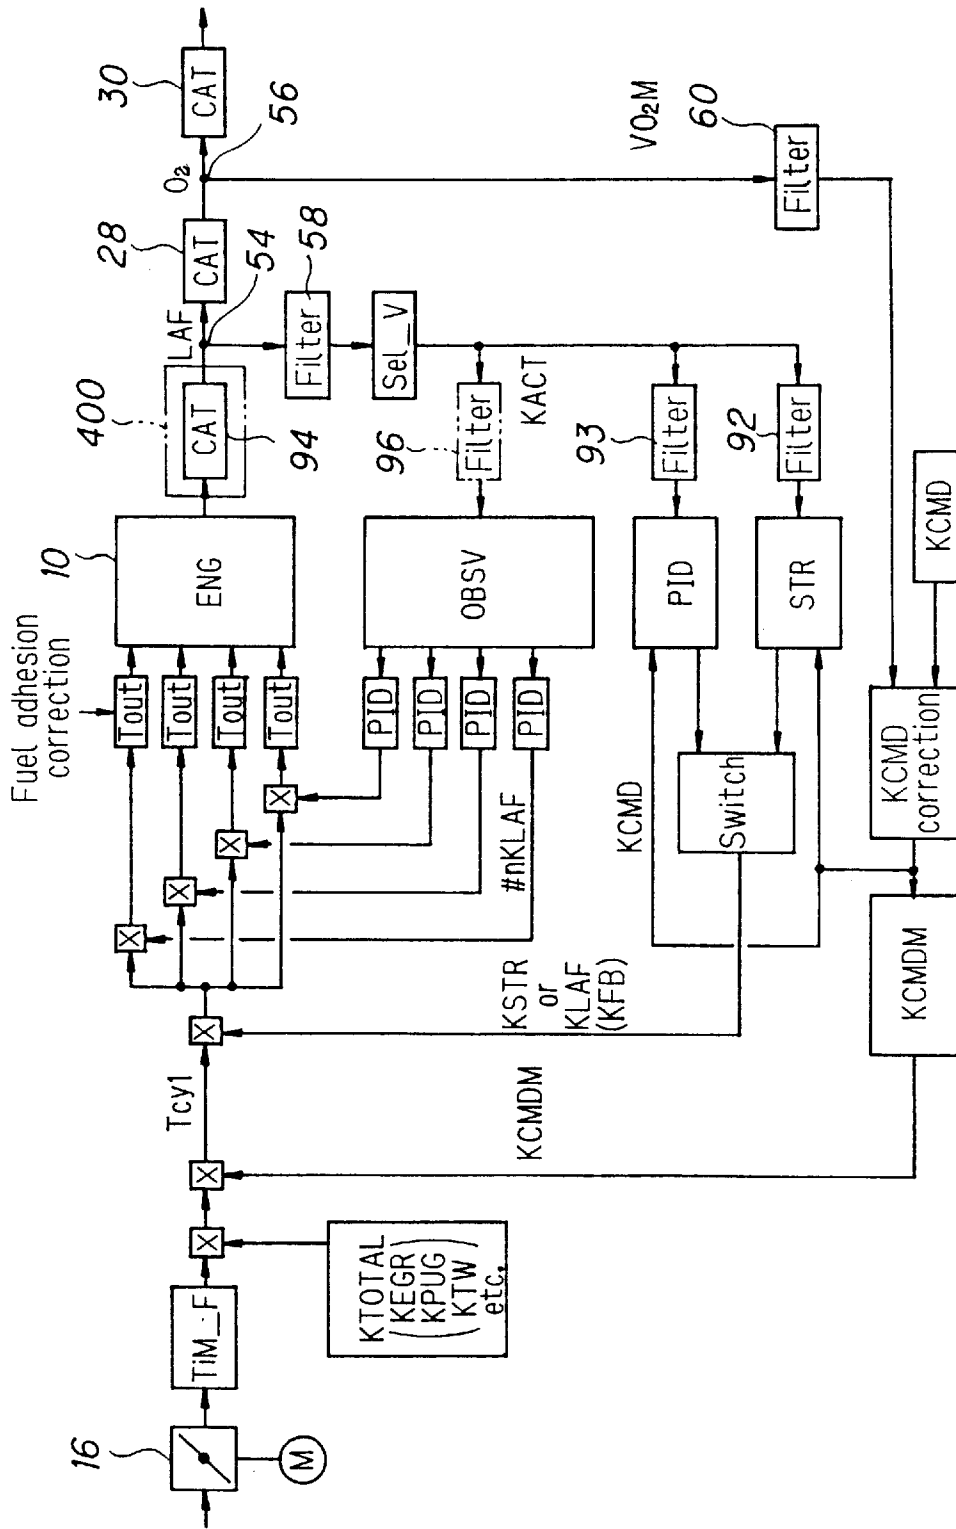 Fuel adhesion
correction
16
M
TiM_F
X
KTOTAL
(KEGR
KPUG
KTW)
etc.
X
Tcyl
X
KCMDM
KSTR
or
KLAF
(KFB)
X
X
X
X
#nKLAF
Tout
Tout
Tout
Tout
10
ENG
400
CAT
94
LAF
54
28
CAT
O₂
56
30
CAT
58
Filter
Sel_V
96
Filter
KACT
OBSV
PID
PID
PID
PID
93
Filter
92
Filter
PID
STR
Switch
KCMD
VO₂M
60
Filter
KCMD
KCMD
correction
KCMDM